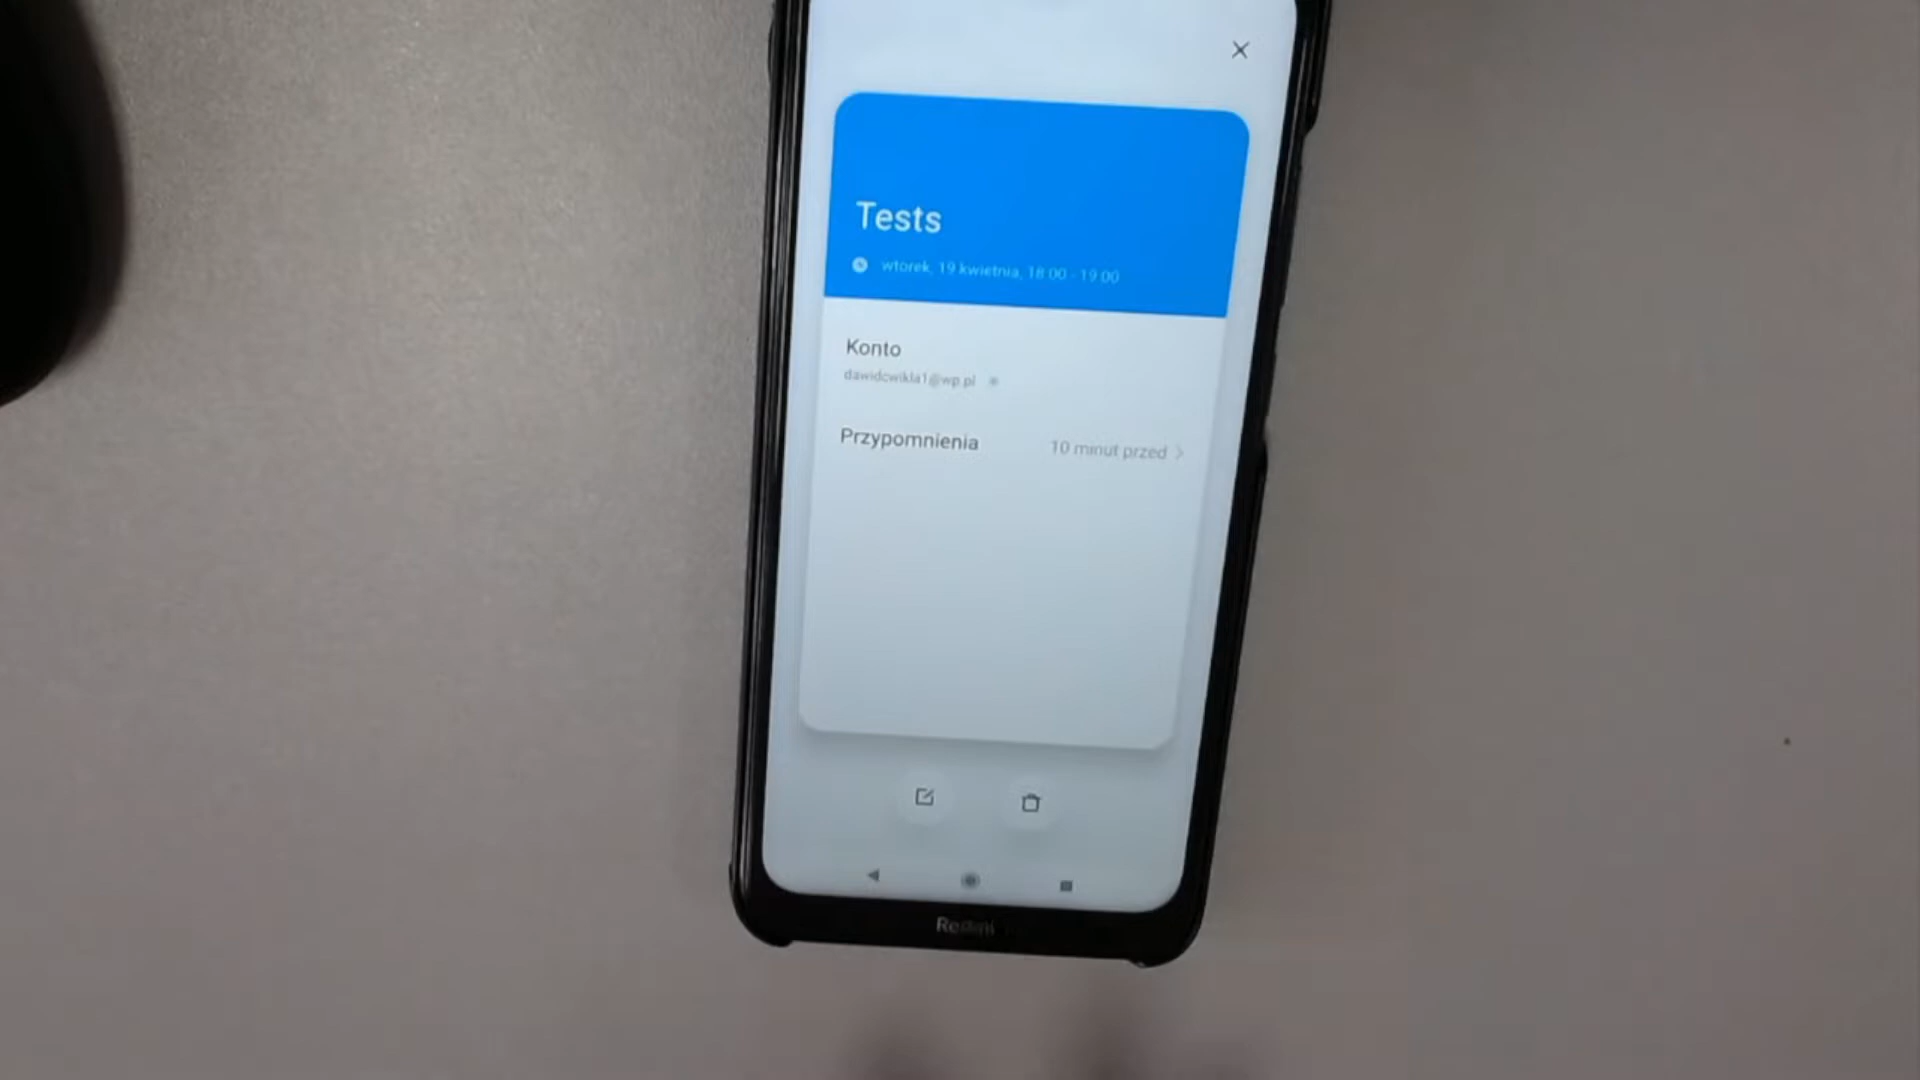 Tests
wtorek, 19 kwietnia, 18:00 - 19:00
Konto
dawidcwikla1@wp.pl
Przypomnienia
10 minut przed
Redmi